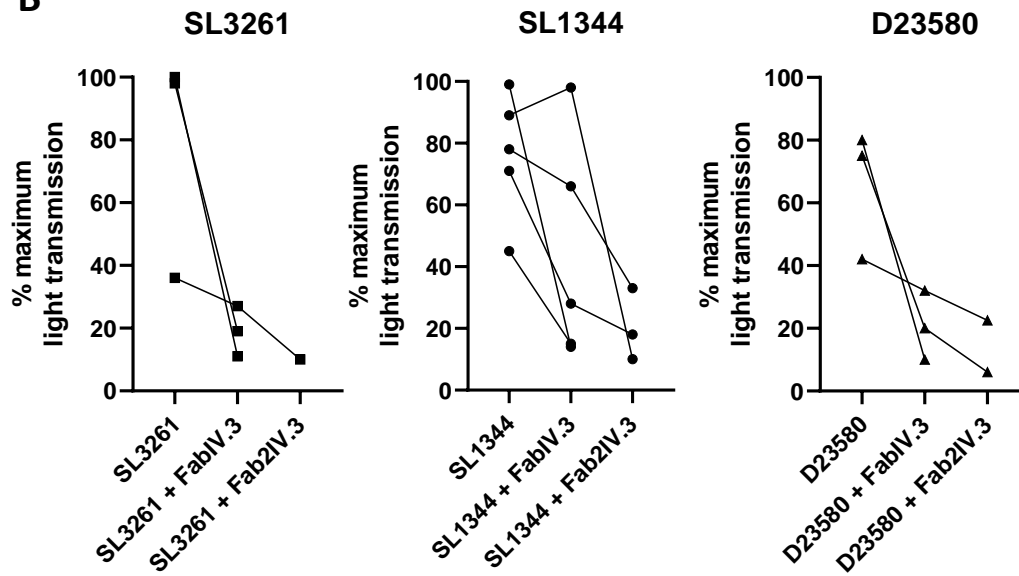 B
SL3261
% maximum
light transmission
100
80
60
40
20
0
SL3261
SL3261 + FabIV.3
SL3261 + Fab2IV.3
SL1344
% maximum
light transmission
100
80
60
40
20
0
SL1344
SL1344 + FabIV.3
SL1344 + Fab2IV.3
D23580
% maximum
light transmission
100
80
60
40
20
0
D23580
D23580 + FabIV.3
D23580 + Fab2IV.3